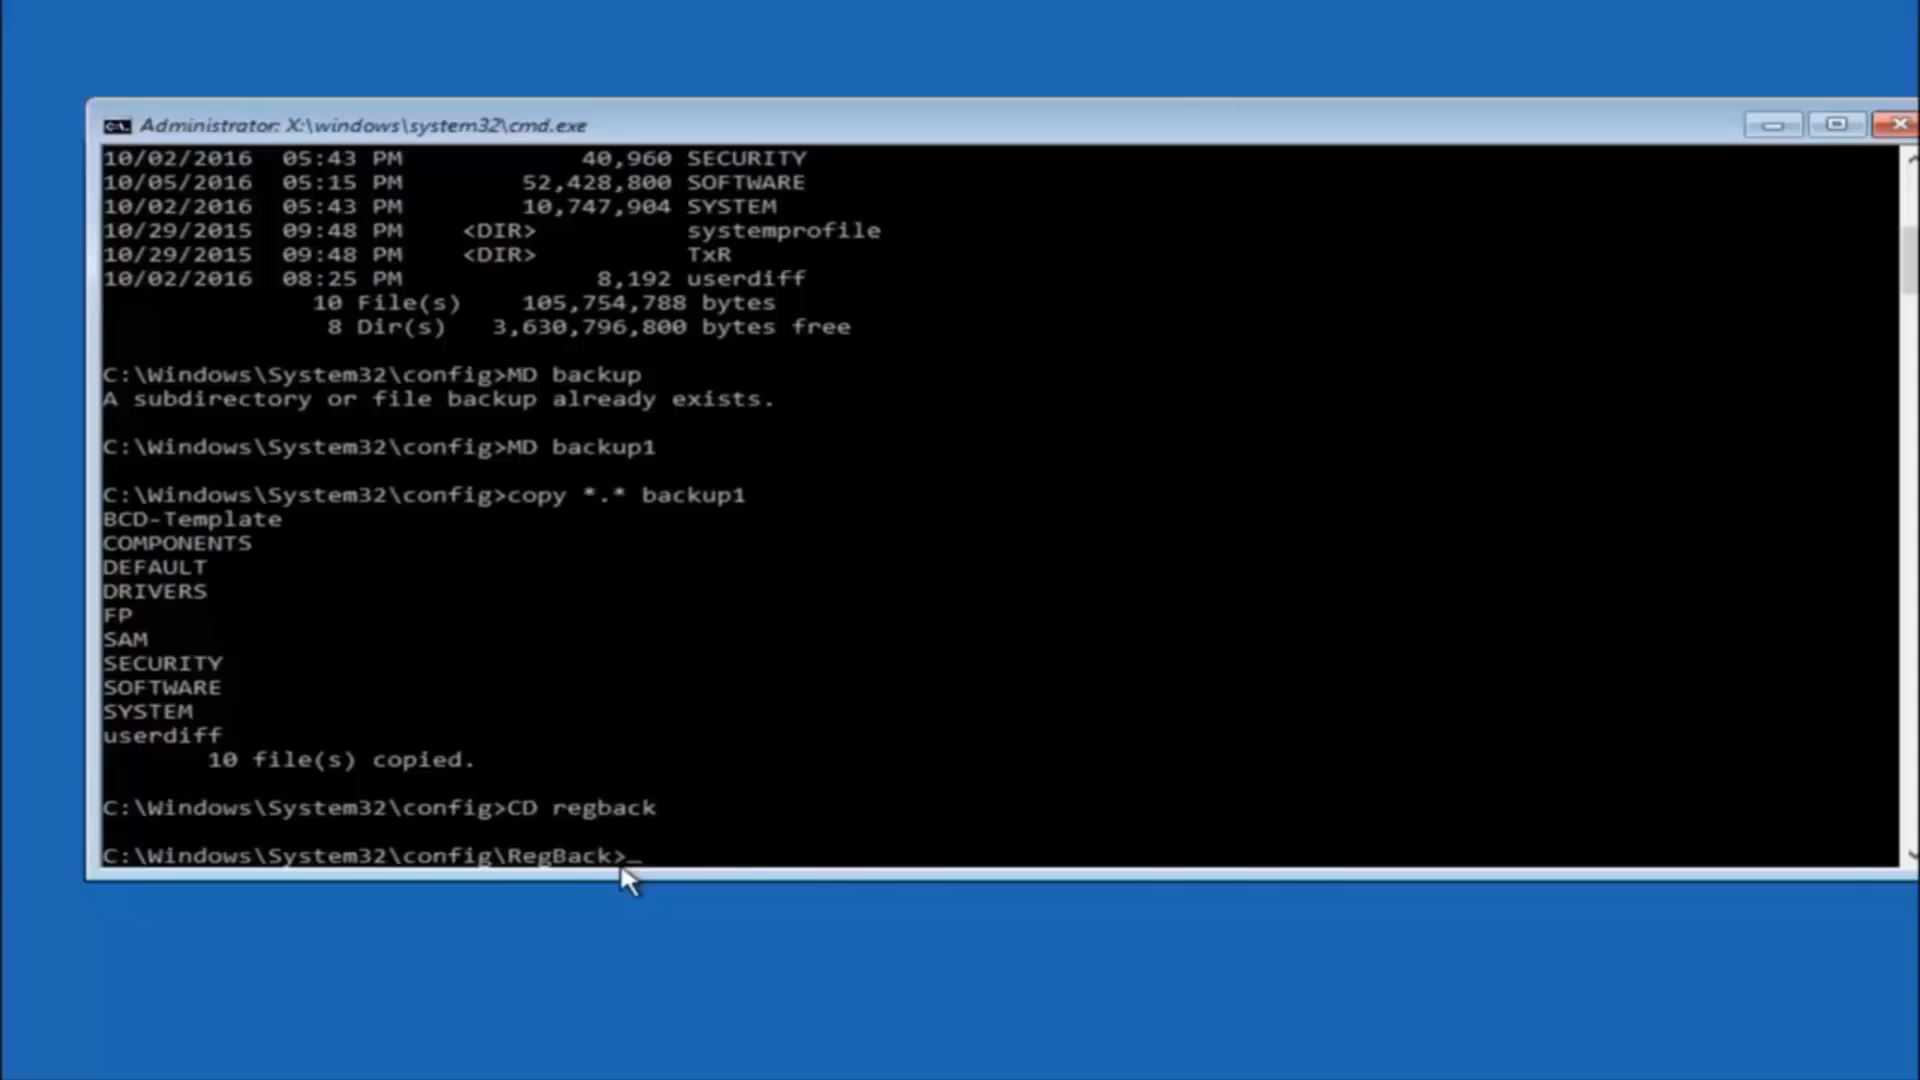 Administrator: X:\windows\system32\cmd.exe
10/02/2016  05:43 PM            40,960 SECURITY
10/05/2016  05:15 PM        52,428,800 SOFTWARE
10/02/2016  05:43 PM        10,747,904 SYSTEM
10/29/2015  09:48 PM    <DIR>          systemprofile
10/29/2015  09:48 PM    <DIR>          TxR
10/02/2016  08:25 PM             8,192 userdiff
              10 File(s)    105,754,788 bytes
               8 Dir(s)   3,630,796,800 bytes free
C:\Windows\System32\config>MD backup
A subdirectory or file backup already exists.
C:\Windows\System32\config>MD backup1
C:\Windows\System32\config>copy *.* backup1
BCD-Template
COMPONENTS
DEFAULT
DRIVERS
FP
SAM
SECURITY
SOFTWARE
SYSTEM
userdiff
       10 file(s) copied.
C:\Windows\System32\config>CD regback
C:\Windows\System32\config\RegBack>_